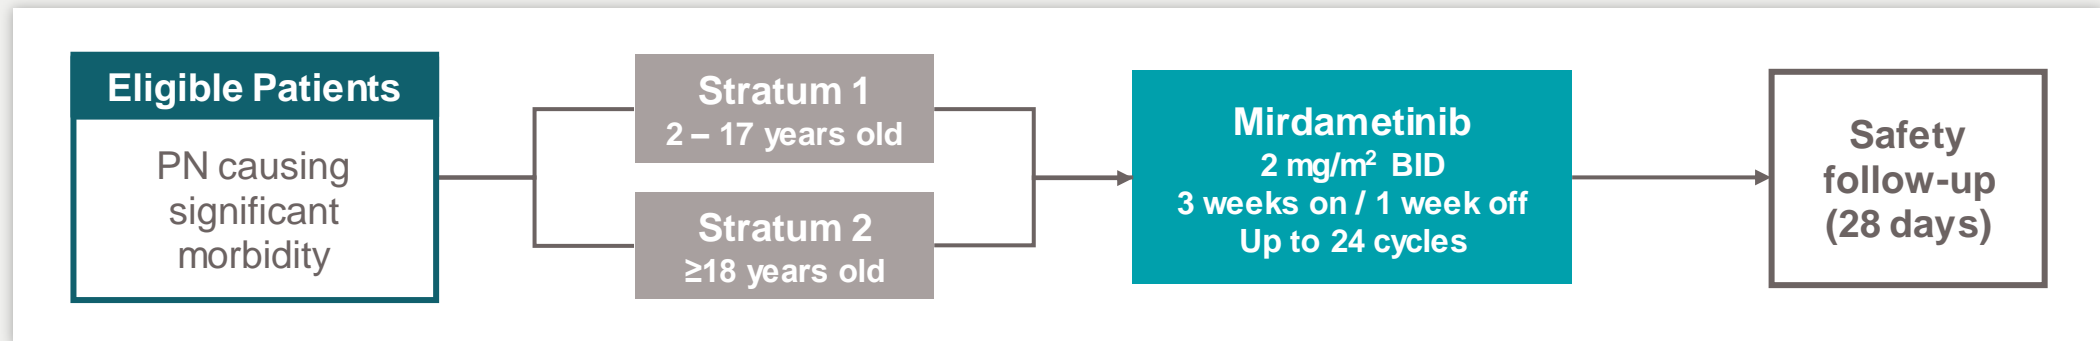 Eligible Patients
PN causing
significant
morbidity
Stratum 1
2 – 17 years old
Stratum 2
≥18 years old
Mirdametinib
2 mg/m² BID
3 weeks on / 1 week off
Up to 24 cycles
Safety
follow-up
(28 days)